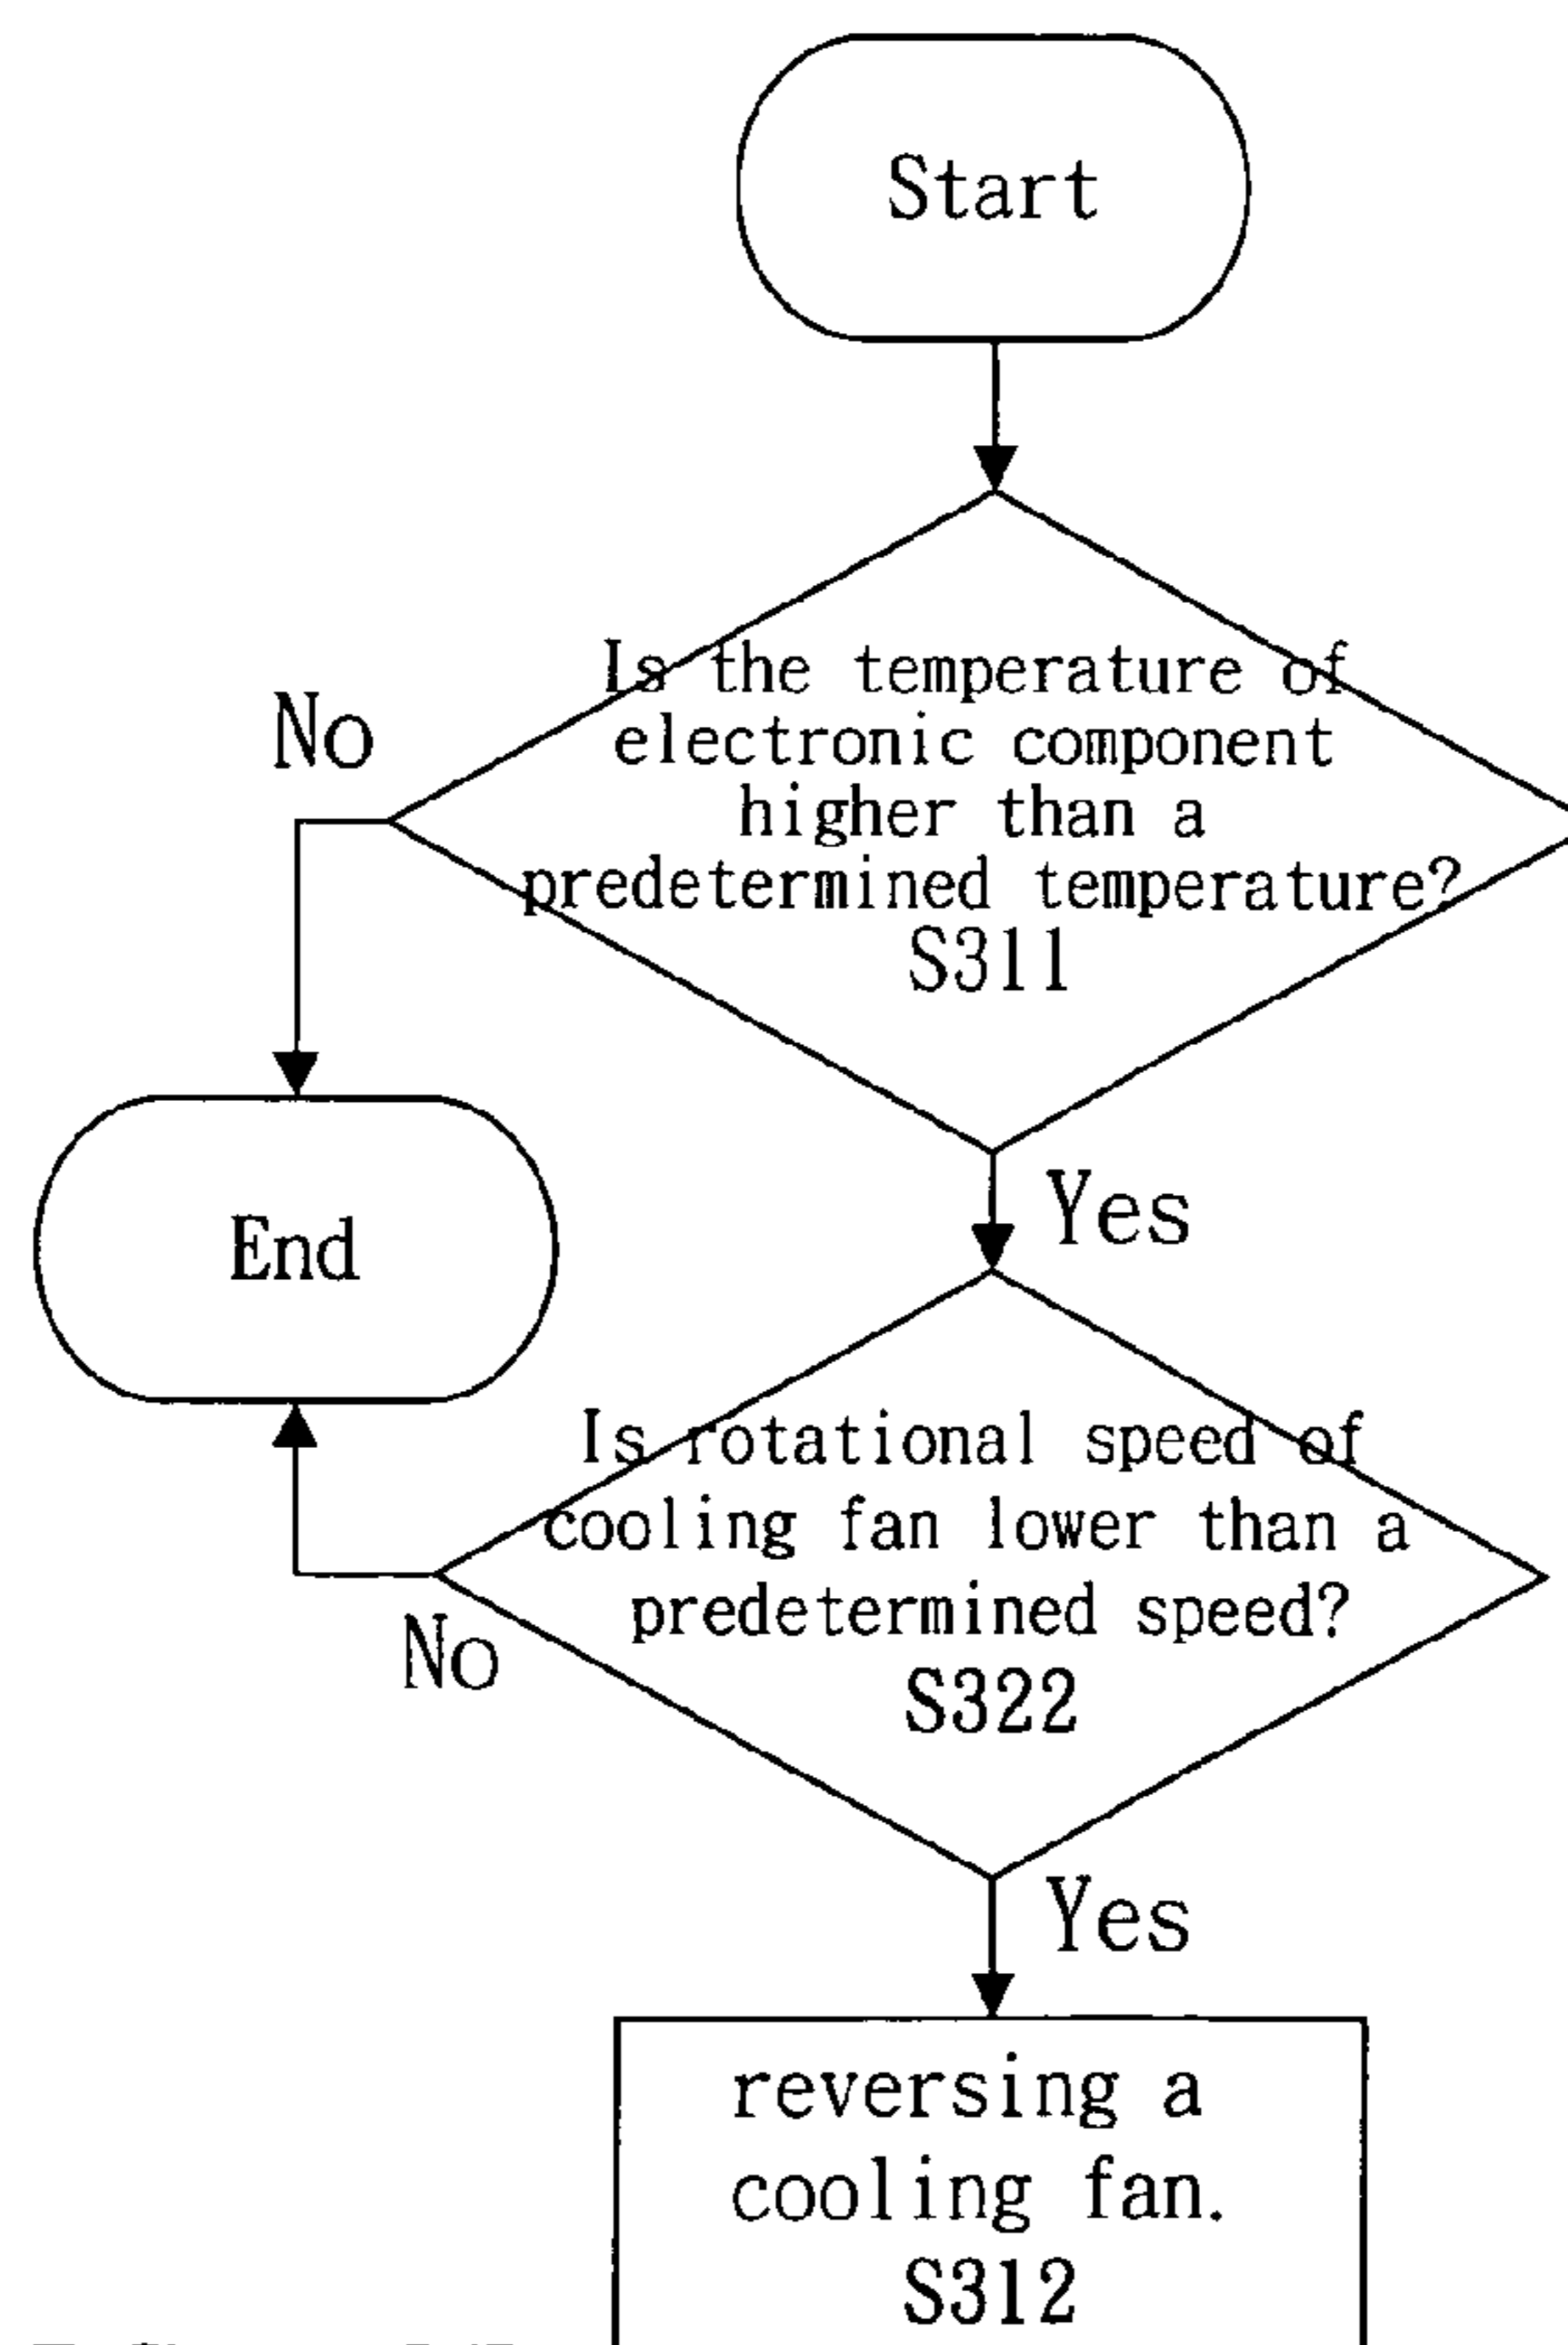 Start
Is the temperature of
electronic component
higher than a
predetermined temperature?
S311
No
Yes
End
Is rotational speed of
cooling fan lower than a
predetermined speed?
S322
No
Yes
reversing a
cooling fan.
S312